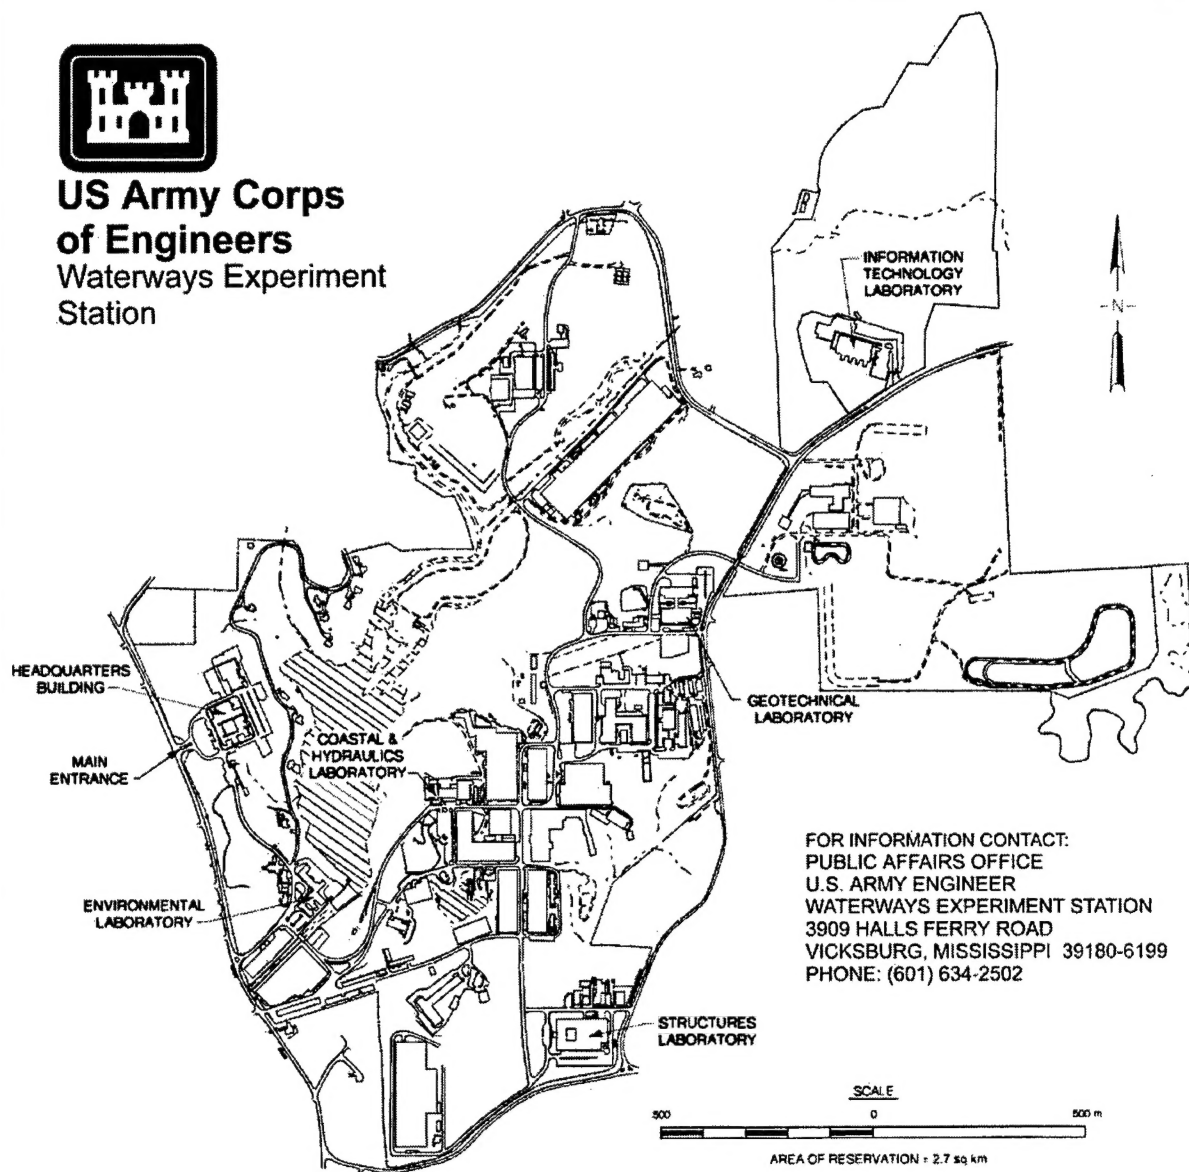 US Army Corps
of Engineers
Waterways Experiment
Station
INFORMATION
TECHNOLOGY
LABORATORY
N
HEADQUARTERS
BUILDING
MAIN
ENTRANCE
COASTAL &
HYDRAULICS
LABORATORY
GEOTECHNICAL
LABORATORY
ENVIRONMENTAL
LABORATORY
STRUCTURES
LABORATORY
FOR INFORMATION CONTACT:
PUBLIC AFFAIRS OFFICE
U.S. ARMY ENGINEER
WATERWAYS EXPERIMENT STATION
3909 HALLS FERRY ROAD
VICKSBURG, MISSISSIPPI 39180-6199
PHONE: (601) 634-2502
SCALE
500 0 500 m
AREA OF RESERVATION = 2.7 sq km